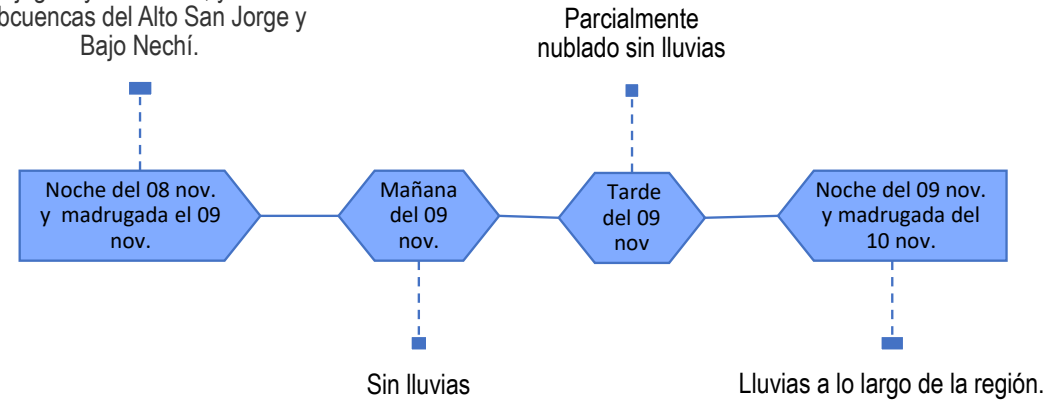 bcuencas del Alto San Jorge y
Bajo Nechí.
Parcialmente
nublado sin lluvias
Noche del 08 nov.
y madrugada el 09
nov.
Mañana
del 09
nov.
Tarde
del 09
nov
Noche del 09 nov.
y madrugada del
10 nov.
Sin lluvias
Lluvias a lo largo de la región.